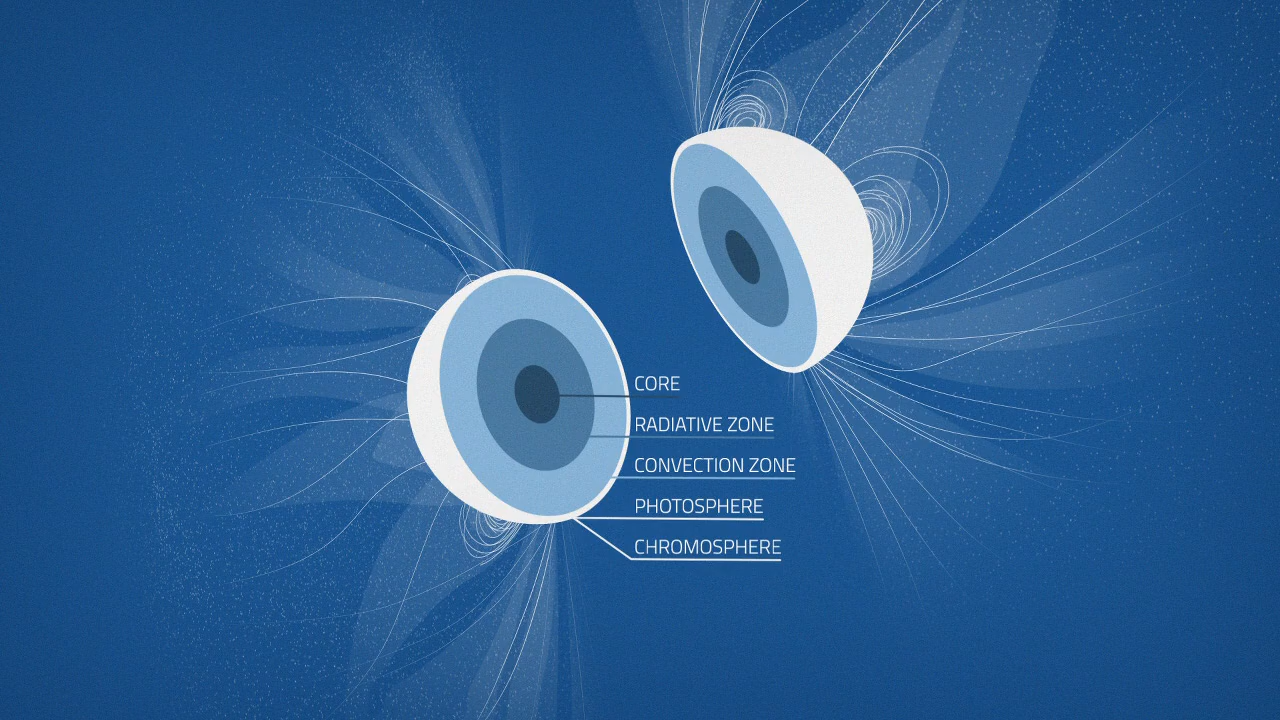 CORE
RADIATIVE ZONE
CONVECTION ZONE
PHOTOSPHERE
CHROMOSPHERE